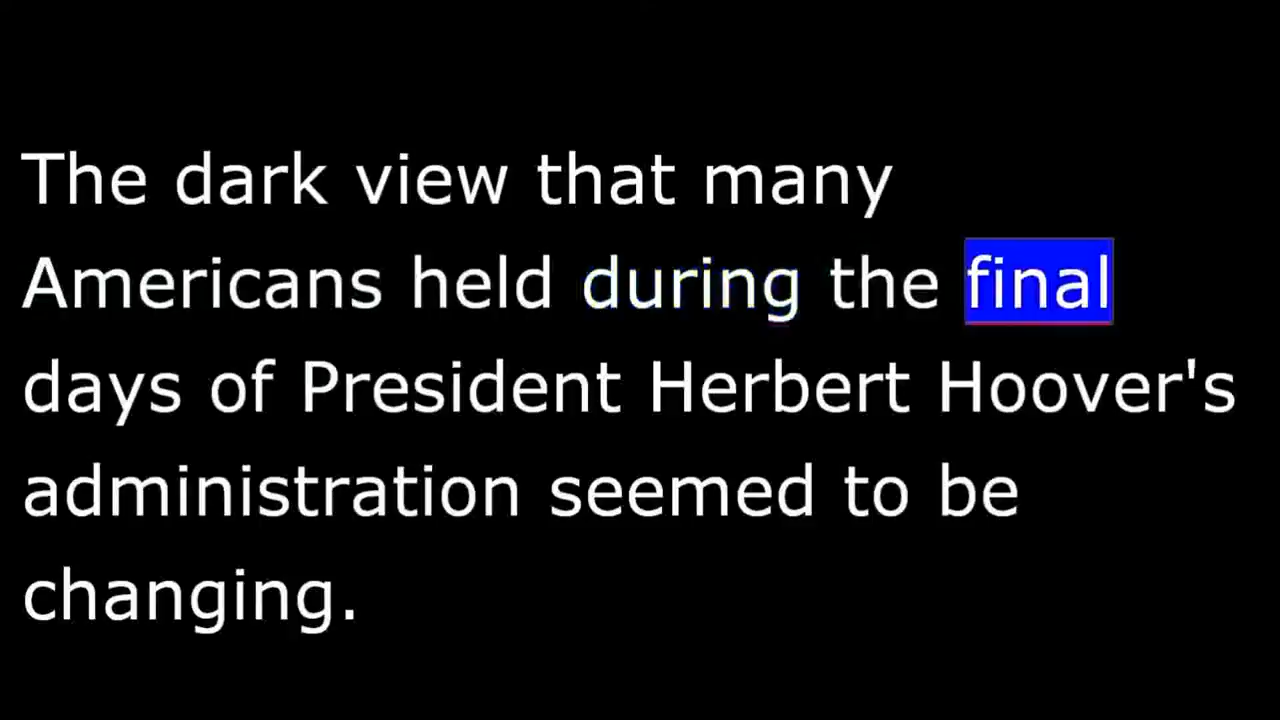 The dark view that many
Americans held during the final
days of President Herbert Hoover's
administration seemed to be
changing.